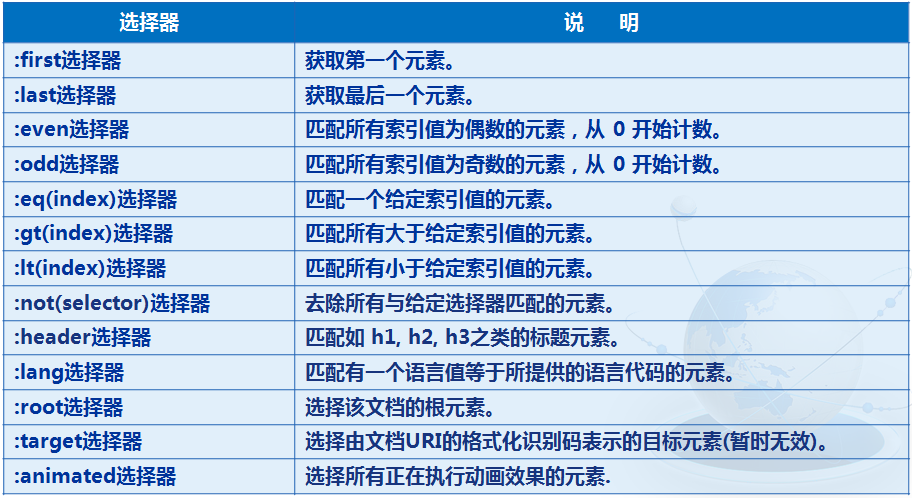 选择器 说 明
:first选择器 获取第一个元素。
:last选择器 获取最后一个元素。
:even选择器 匹配所有索引值为偶数的元素，从 0 开始计数。
:odd选择器 匹配所有索引值为奇数的元素，从 0 开始计数。
:eq(index)选择器 匹配一个给定索引值的元素。
:gt(index)选择器 匹配所有大于给定索引值的元素。
:lt(index)选择器 匹配所有小于给定索引值的元素。
:not(selector)选择器 去除所有与给定选择器匹配的元素。
:header选择器 匹配如 h1, h2, h3之类的标题元素。
:lang选择器 匹配有一个语言值等于所提供的语言代码的元素。
:root选择器 选择该文档的根元素。
:target选择器 选择由文档URI的格式化识别码表示的目标元素(暂时无效)。
:animated选择器 选择所有正在执行动画效果的元素.